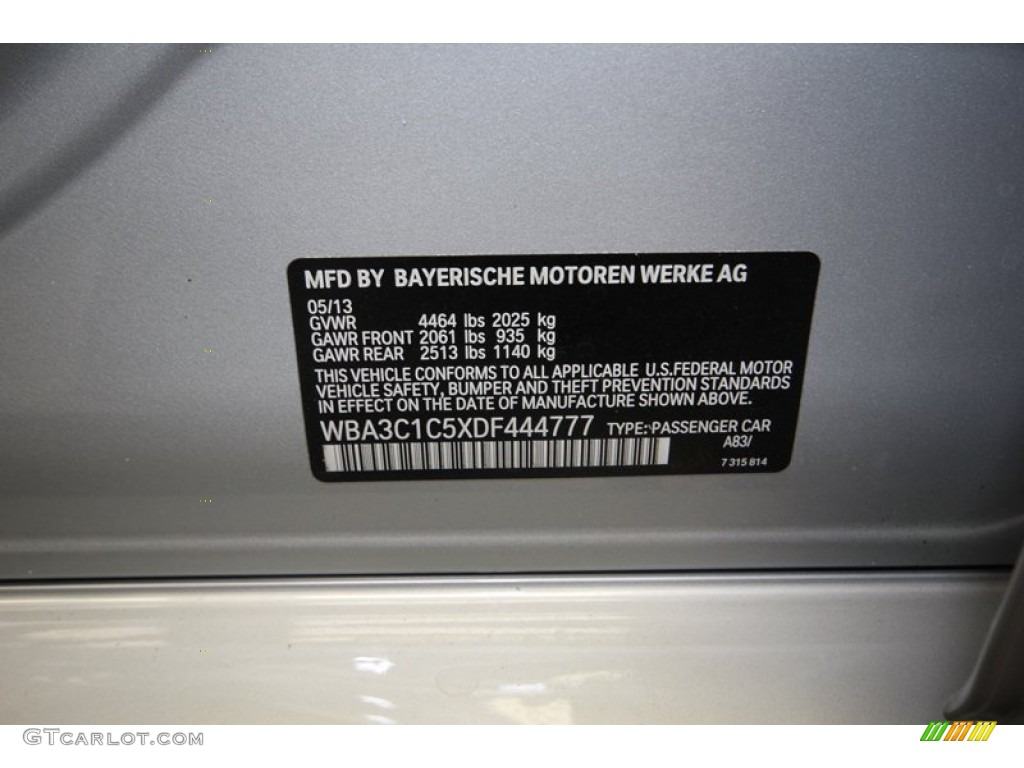 MFD BY BAYERISCHE MOTOREN WERKE AG
05/13
GVWR 4464 lbs 2025 kg
GAWR FRONT 2061 lbs 935 kg
GAWR REAR 2513 lbs 1140 kg
THIS VEHICLE CONFORMS TO ALL APPLICABLE U.S.FEDERAL MOTOR
VEHICLE SAFETY, BUMPER AND THEFT PREVENTION STANDARDS
IN EFFECT ON THE DATE OF MANUFACTURE SHOWN ABOVE.
WBA3C1C5XDF444777 TYPE: PASSENGER CAR
A83/
7 315 814
GTCARLOT.COM